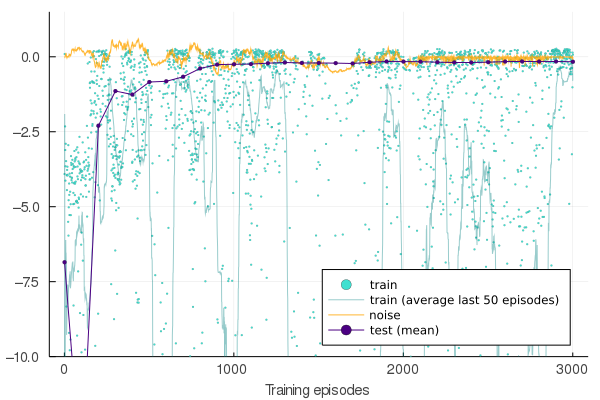 0.0
−2.5
−5.0
−7.5
−10.0
0
1000
2000
3000
Training episodes
train
train (average last 50 episodes)
noise
test (mean)